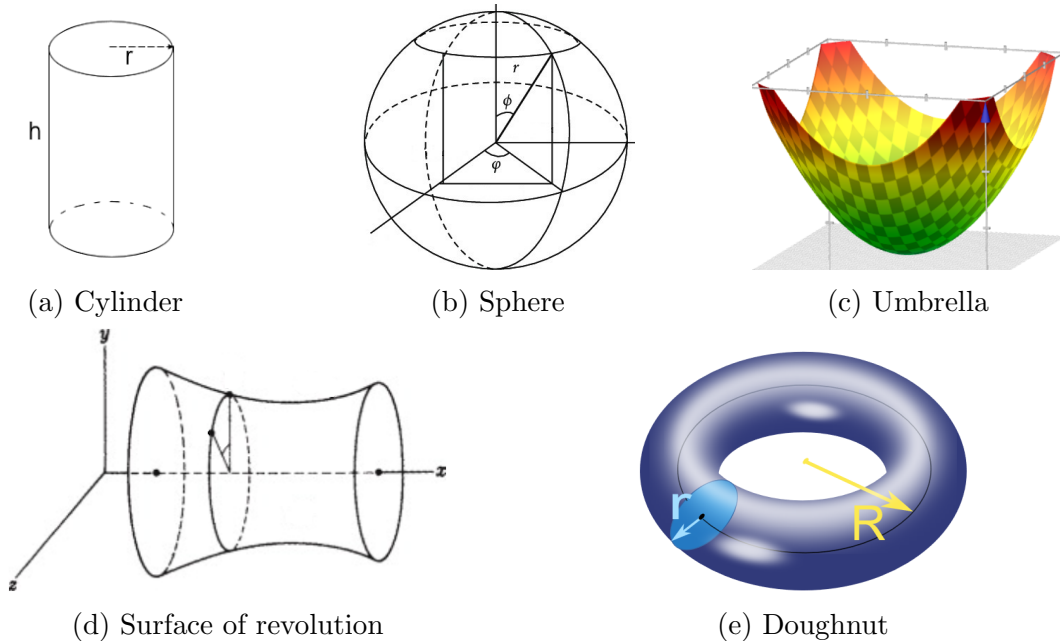 r
h
(a) Cylinder
r
ϕ
φ
(b) Sphere
(c) Umbrella
y
x
z
(d) Surface of revolution
r
R
(e) Doughnut